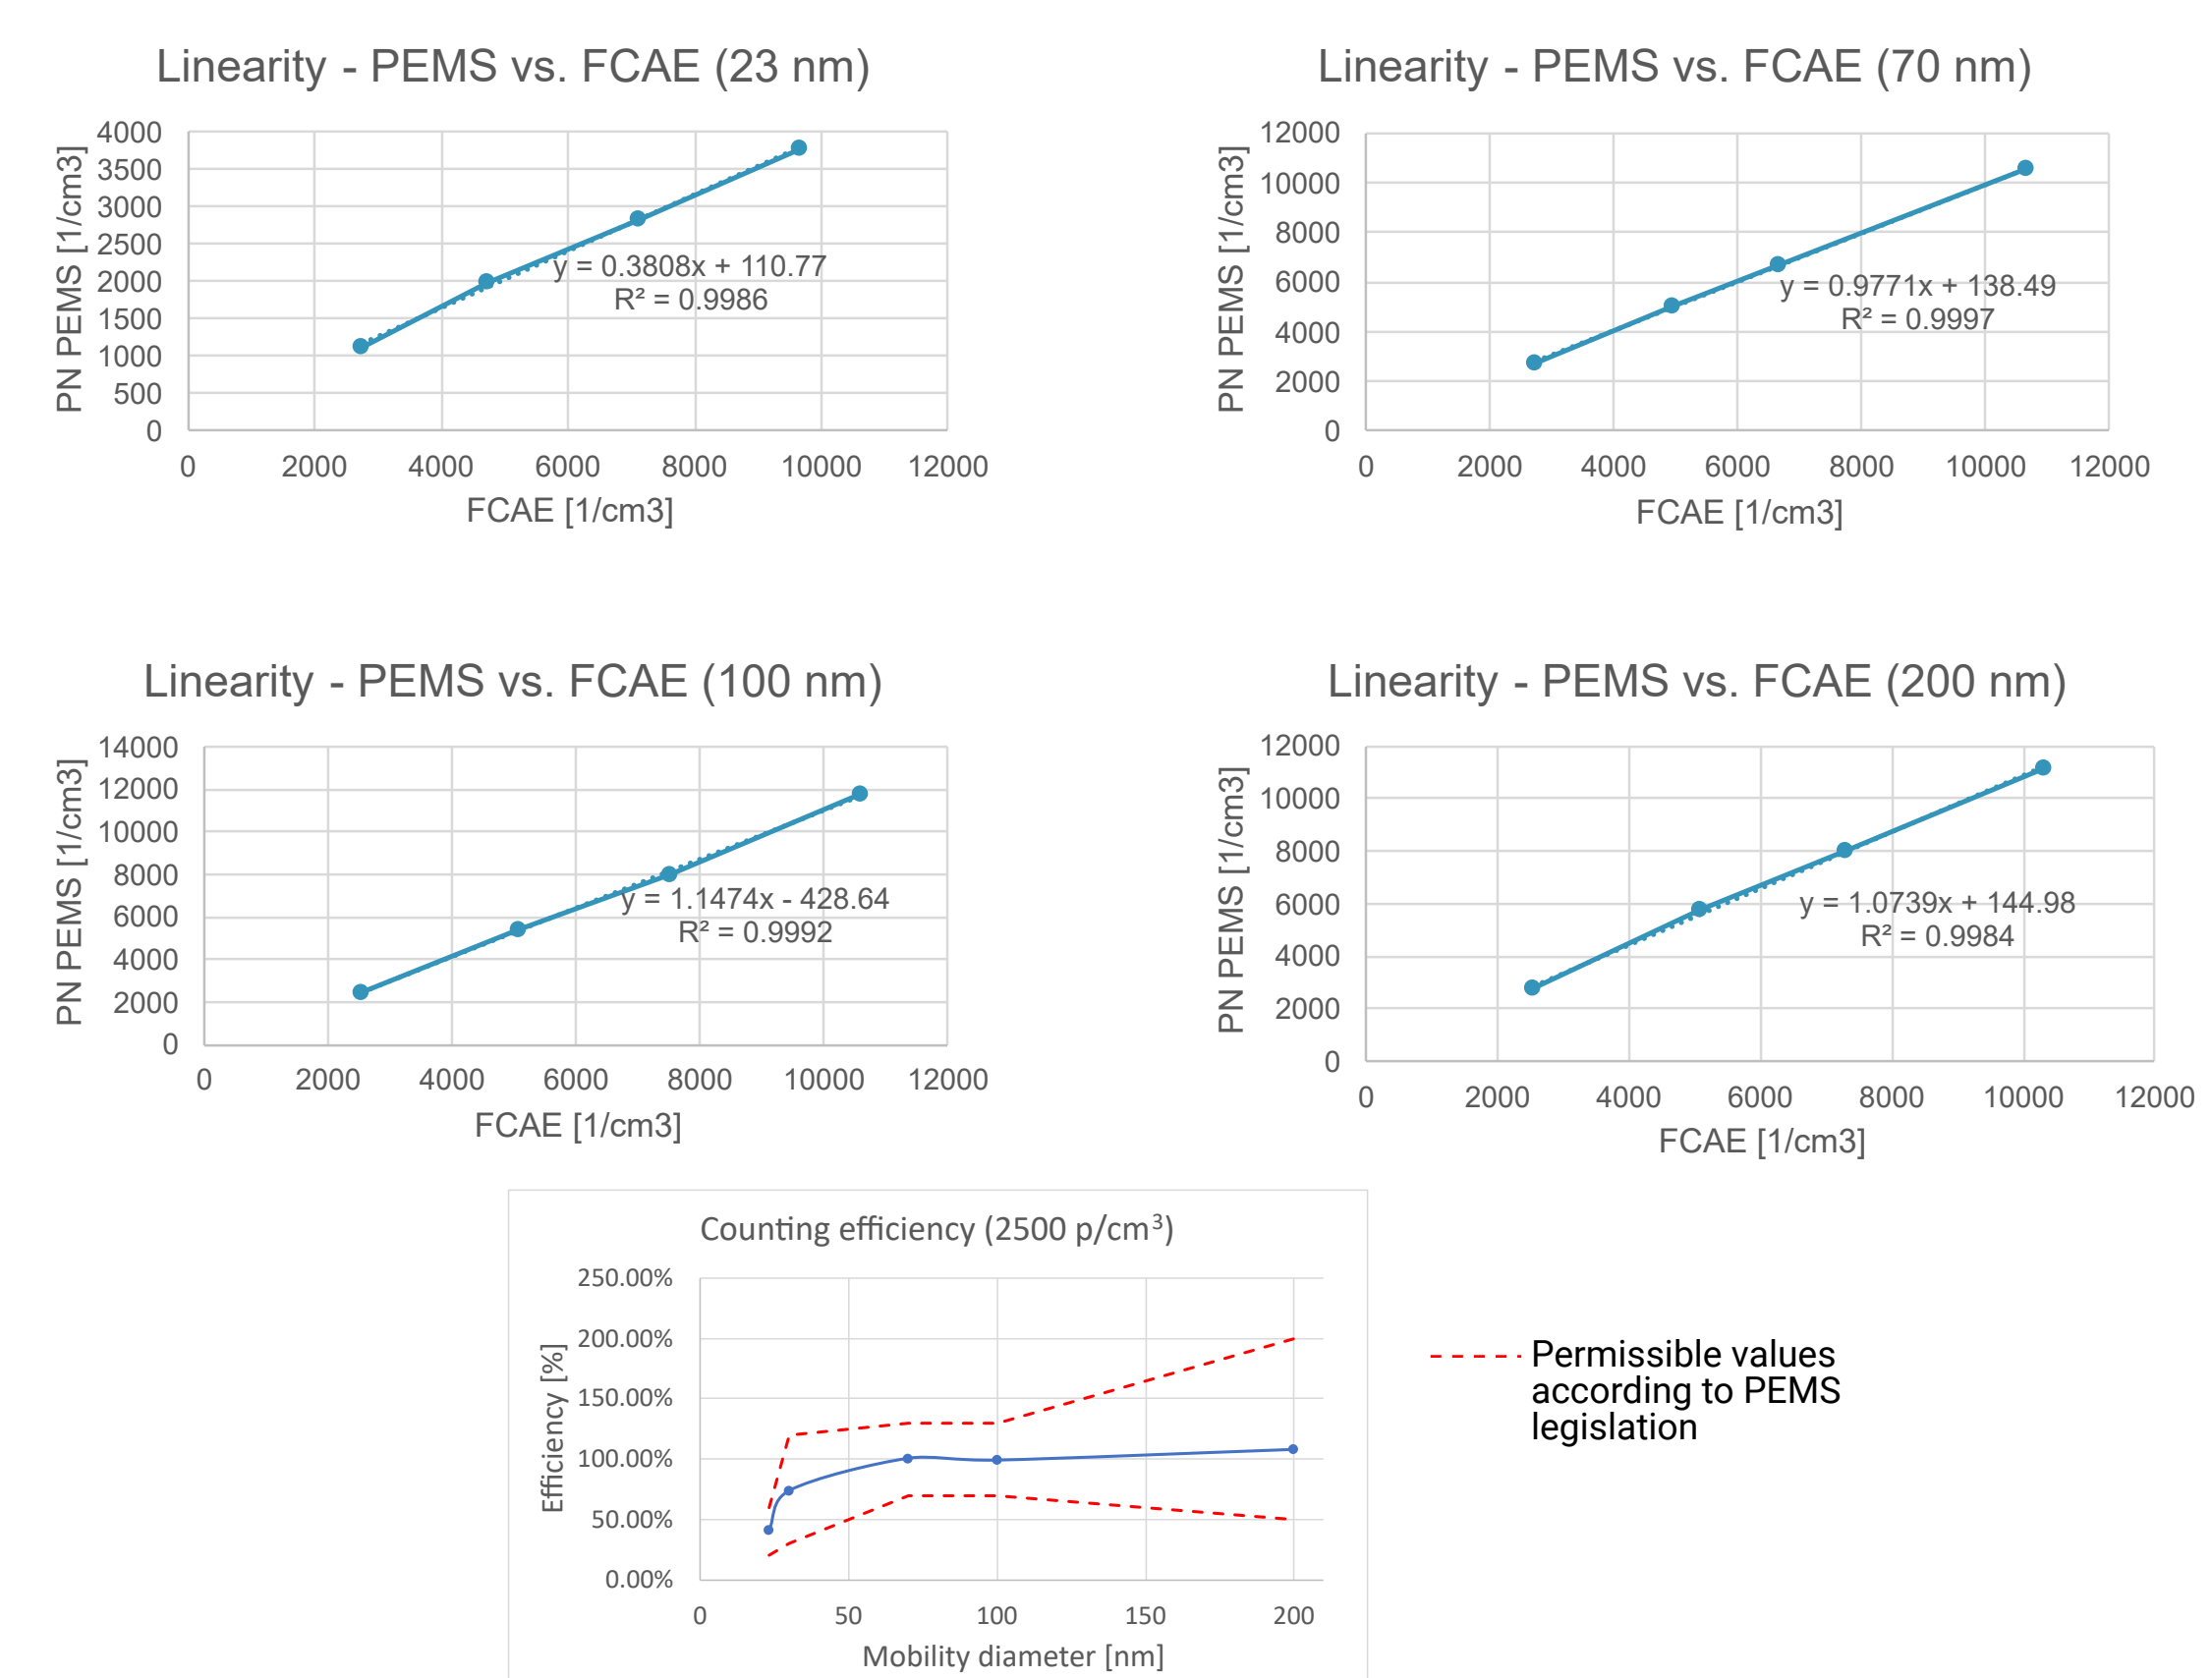 Linearity - PEMS vs. FCAE (23 nm)
PN PEMS [1/cm3]
4000
3500
3000
2500
2000
1500
1000
500
0
y = 0.3808x + 110.77
R² = 0.9986
0 2000 4000 6000 8000 10000 12000
FCAE [1/cm3]
Linearity - PEMS vs. FCAE (70 nm)
PN PEMS [1/cm3]
12000
10000
8000
6000
4000
2000
0
y = 0.9771x + 138.49
R² = 0.9997
0 2000 4000 6000 8000 10000 12000
FCAE [1/cm3]
Linearity - PEMS vs. FCAE (100 nm)
PN PEMS [1/cm3]
14000
12000
10000
8000
6000
4000
2000
0
y = 1.1474x - 428.64
R² = 0.9992
0 2000 4000 6000 8000 10000 12000
FCAE [1/cm3]
Linearity - PEMS vs. FCAE (200 nm)
PN PEMS [1/cm3]
12000
10000
8000
6000
4000
2000
0
y = 1.0739x + 144.98
R² = 0.9984
0 2000 4000 6000 8000 10000 12000
FCAE [1/cm3]
Counting efficiency (2500 p/cm³)
Efficiency [%]
250.00%
200.00%
150.00%
100.00%
50.00%
0.00%
0 50 100 150 200
Mobility diameter [nm]
Permissible values
according to PEMS
legislation